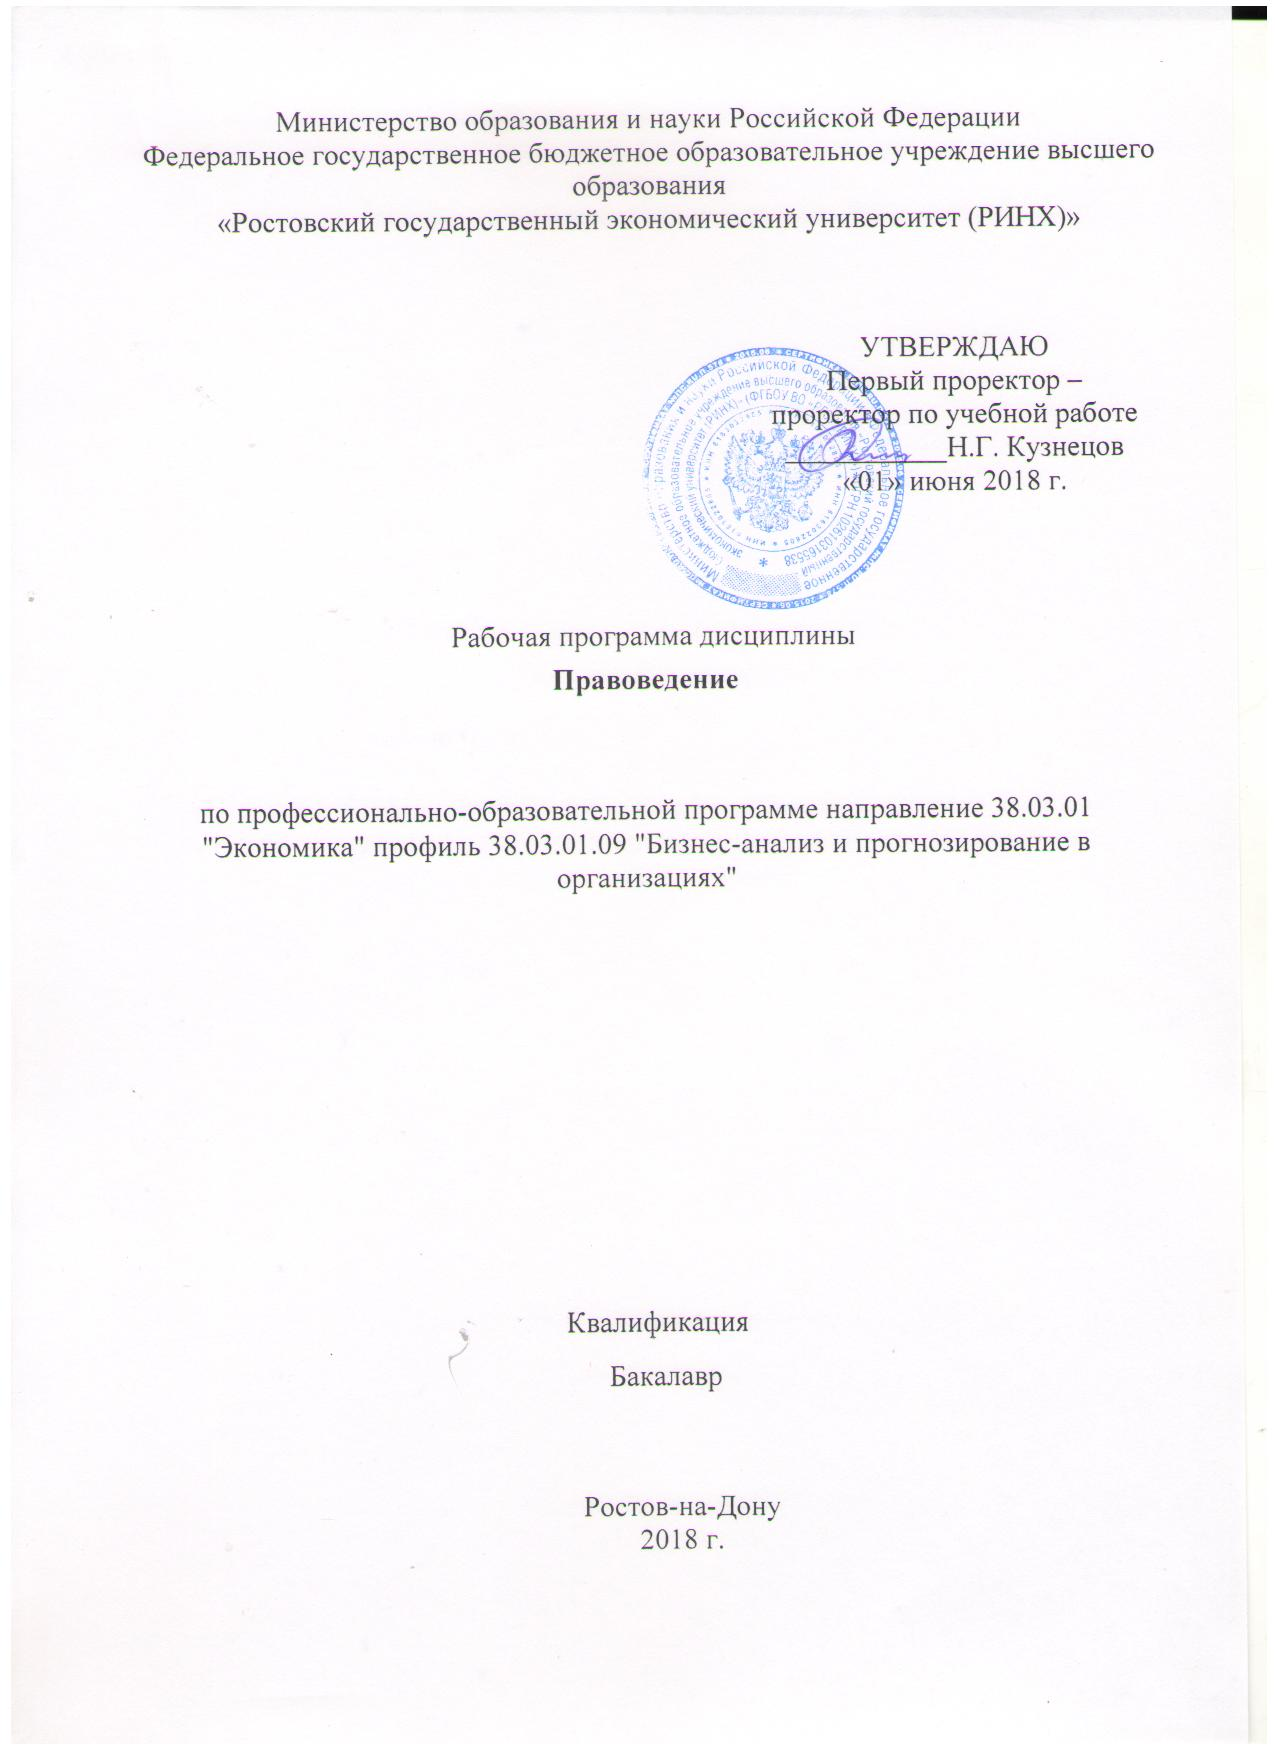 Министерство образования и науки Российской Федерации
Федеральное государственное бюджетное образовательное учреждение высшего
образования
«Ростовский государственный экономический университет (РИНХ)»
УТВЕРЖДАЮ
Первый проректор –
проректор по учебной работе
Н.Г. Кузнецов
«01» июня 2018 г.
Рабочая программа дисциплины
Правоведение
по профессионально-образовательной программе направление 38.03.01
"Экономика" профиль 38.03.01.09 "Бизнес-анализ и прогнозирование в
организациях"
Квалификация
Бакалавр
Ростов-на-Дону
2018 г.